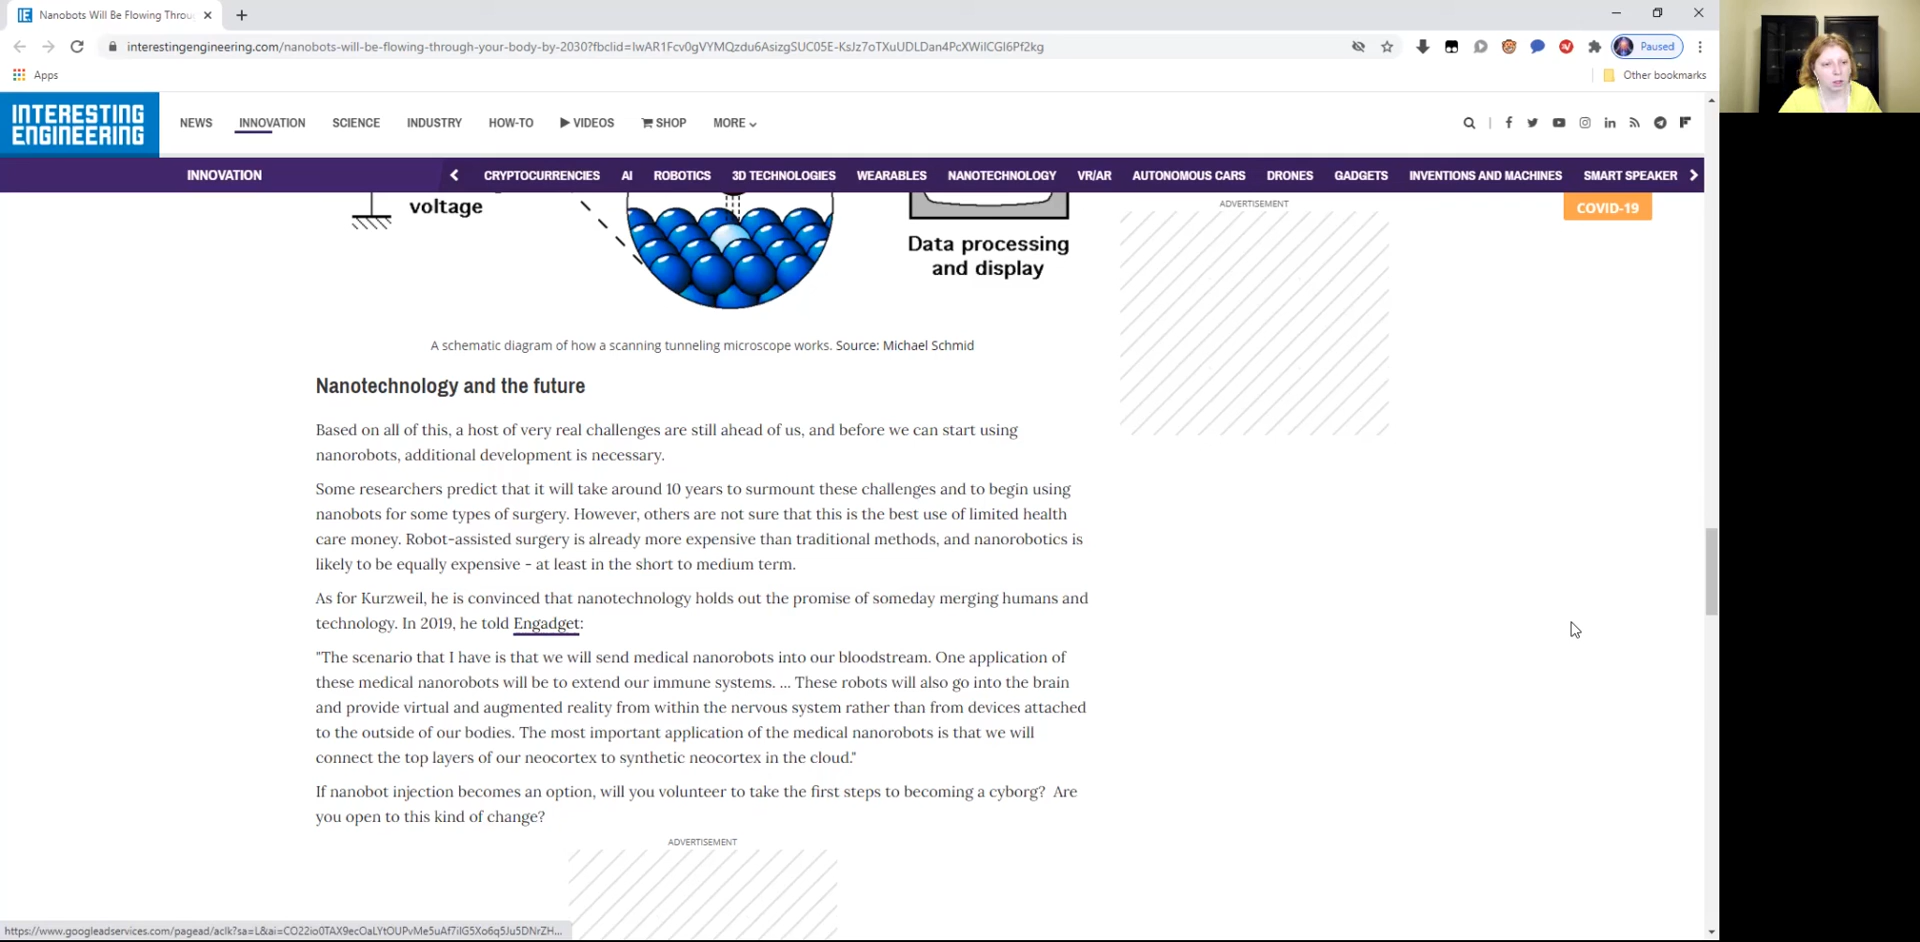 Nanobots Will Be Flowing Throu
interestingengineering.com/nanobots-will-be-flowing-through-your-body-by-2030?fbclid=IwAR1Fcv0gVYMQzdu6AsizgSUC05E-KsJz7oTXuUDLDan4PcXWilCGI6Pf2kg
Paused
Apps
Other bookmarks
INTERESTING
ENGINEERING
NEWS INNOVATION SCIENCE INDUSTRY HOW-TO VIDEOS SHOP MORE
INNOVATION
CRYPTOCURRENCIES AI ROBOTICS 3D TECHNOLOGIES WEARABLES NANOTECHNOLOGY VR/AR AUTONOMOUS CARS DRONES GADGETS INVENTIONS AND MACHINES SMART SPEAKER
ADVERTISEMENT
COVID-19
voltage
Data processing
and display
A schematic diagram of how a scanning tunneling microscope works. Source: Michael Schmid
Nanotechnology and the future
Based on all of this, a host of very real challenges are still ahead of us, and before we can start using
nanorobots, additional development is necessary.
Some researchers predict that it will take around 10 years to surmount these challenges and to begin using
nanobots for some types of surgery. However, others are not sure that this is the best use of limited health
care money. Robot-assisted surgery is already more expensive than traditional methods, and nanorobotics is
likely to be equally expensive - at least in the short to medium term.
As for Kurzweil, he is convinced that nanotechnology holds out the promise of someday merging humans and
technology. In 2019, he told Engadget:
"The scenario that I have is that we will send medical nanorobots into our bloodstream. One application of
these medical nanorobots will be to extend our immune systems. ... These robots will also go into the brain
and provide virtual and augmented reality from within the nervous system rather than from devices attached
to the outside of our bodies. The most important application of the medical nanorobots is that we will
connect the top layers of our neocortex to synthetic neocortex in the cloud."
If nanobot injection becomes an option, will you volunteer to take the first steps to becoming a cyborg? Are
you open to this kind of change?
ADVERTISEMENT
https://www.googleadservices.com/pagead/aclk?sa=L&ai=CO22io0TAX9ecOaLYtOUPvMe5uAf7iIG5Xo6q5Ju5DNrZH...